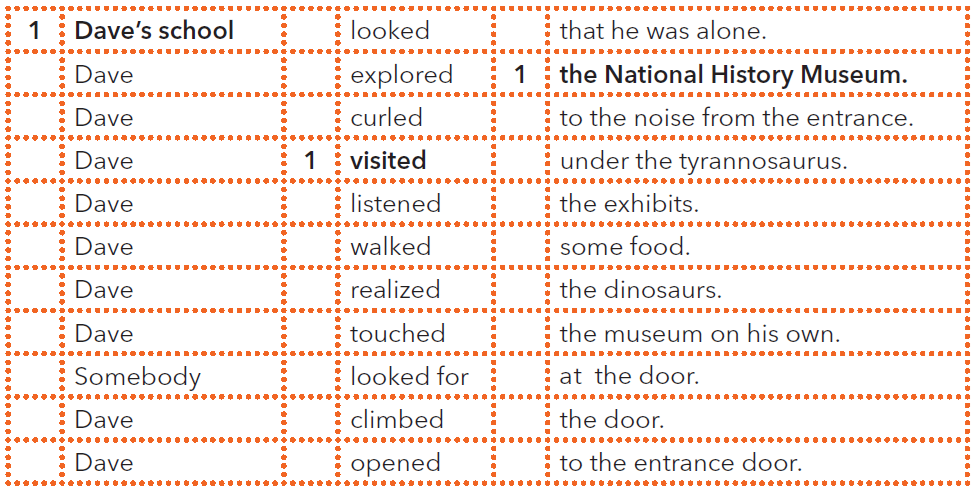 1 Dave’s school looked that he was alone.
Dave explored 1 the National History Museum.
Dave curled to the noise from the entrance.
Dave 1 visited under the tyrannosaurus.
Dave listened the exhibits.
Dave walked some food.
Dave realized the dinosaurs.
Dave touched the museum on his own.
Somebody looked for at the door.
Dave climbed the door.
Dave opened to the entrance door.